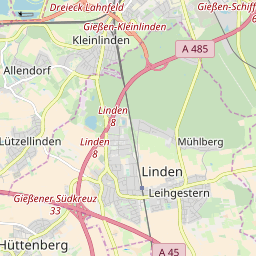 Dreieck Lahnfeld
Gießen-Schiff
Gießen-Kleinlinden
Kleinlinden
A 485
Allendorf
Linden
8
Lützellinden
Linden
8
Mühlberg
Linden
Leihgestern
Gießener Südkreuz
33
Hüttenberg
A 45